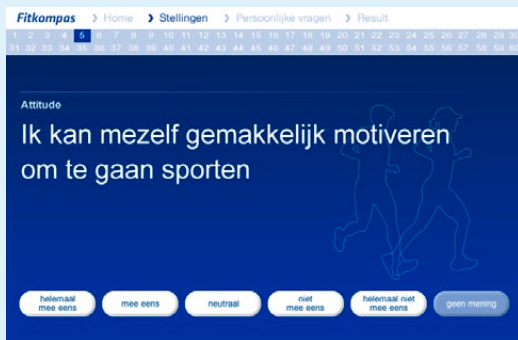 Fitkompas > Home > Stellingen > Persoonlijke vragen > Result
1 2 3 4 5 6 7 8 9 10 11 12 13 14 15 16 17 18 19 20 21 22 23 24 25 26 27 28 29 30
31 32 33 34 35 36 37 38 39 40 41 42 43 44 45 46 47 48 49 50 51 52 53 54 55 56 57 58 59 60
Attitude
Ik kan mezelf gemakkelijk motiveren
om te gaan sporten
helemaal
mee eens
mee eens
neutraal
niet
mee eens
helemaal niet
mee eens
geen mening